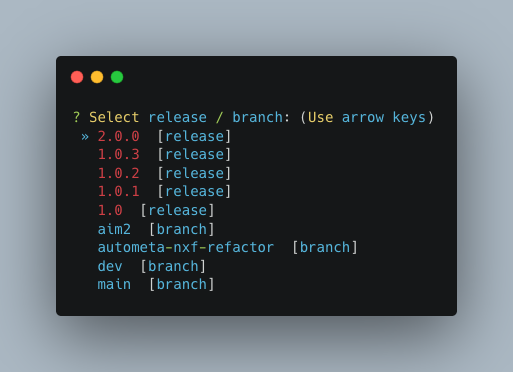 ? Select release / branch: (Use arrow keys)
» 2.0.0  [release]
1.0.3  [release]
1.0.2  [release]
1.0.1  [release]
1.0  [release]
aim2  [branch]
autometa-nxf-refactor  [branch]
dev  [branch]
main  [branch]